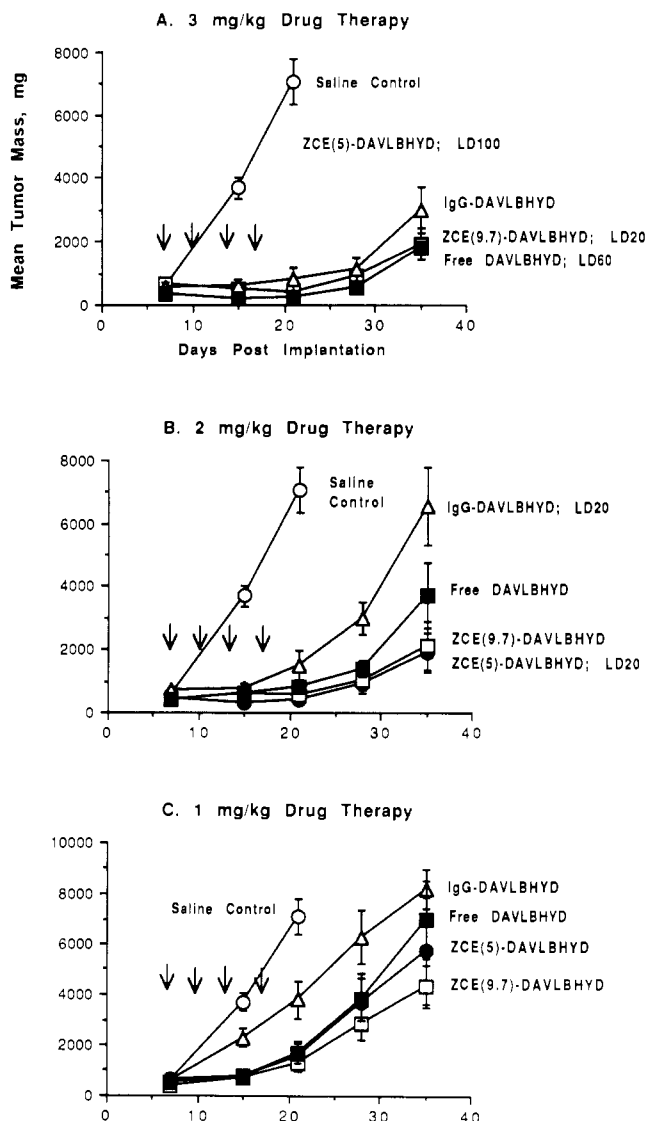 A. 3 mg/kg Drug Therapy
8000
6000
4000
2000
0
Mean Tumor Mass, mg
Saline Control
ZCE(5)-DAVLBHYD; LD100
IgG-DAVLBHYD
ZCE(9.7)-DAVLBHYD; LD20
Free DAVLBHYD; LD60
0 10 20 30 40
Days Post Implantation
B. 2 mg/kg Drug Therapy
8000
6000
4000
2000
0
Saline
Control
IgG-DAVLBHYD; LD20
Free DAVLBHYD
ZCE(9.7)-DAVLBHYD
ZCE(5)-DAVLBHYD; LD20
0 10 20 30 40
C. 1 mg/kg Drug Therapy
10000
8000
6000
4000
2000
0
Saline Control
IgG-DAVLBHYD
Free DAVLBHYD
ZCE(5)-DAVLBHYD
ZCE(9.7)-DAVLBHYD
0 10 20 30 40